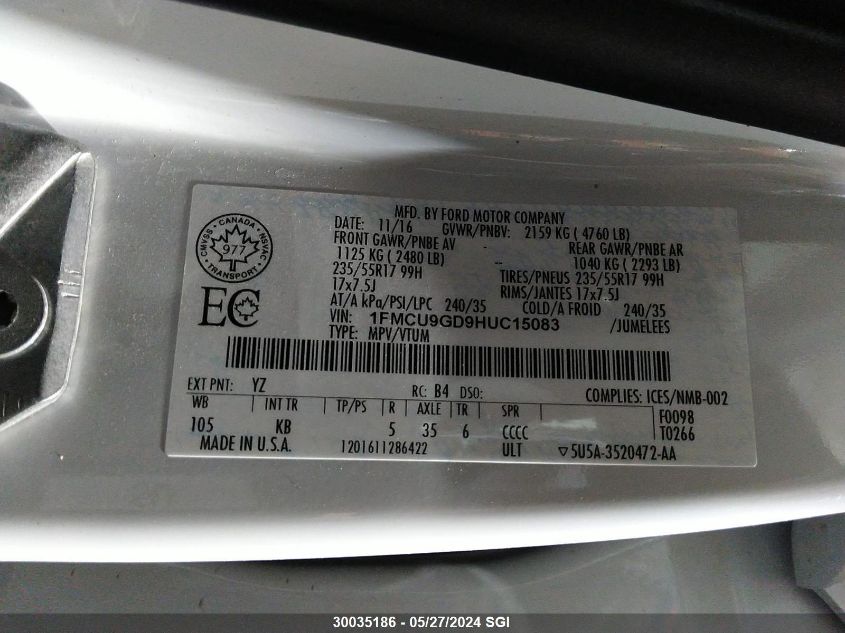 MFD. BY FORD MOTOR COMPANY
DATE: 11/16 GVWR/PNBV: 2159 KG ( 4760 LB)
FRONT GAWR/PNBE AV REAR GAWR/PNBE AR
1125 KG ( 2480 LB) -- 1040 KG ( 2293 LB)
235/55R17 99H TIRES/PNEUS 235/55R17 99H
17x7.5J RIMS/JANTES 17x7.5J
AT/A kPa/PSI/LPC 240/35 COLD/A FROID 240/35
VIN: 1FMCU9GD9HUC15083 /JUMELEES
TYPE: MPV/VTUM
CANADA
CMVSS 977 NSVAC
TRANSPORT
EC
EXT PNT: YZ RC: B4 DSO: COMPLIES: ICES/NMB-002
WB INT TR TP/PS R AXLE TR SPR F0098
105 KB 5 35 6 CCCC T0266
MADE IN U.S.A. 1201611286422 ULT ▽5U5A-3520472-AA
30035186 - 05/27/2024 SGI